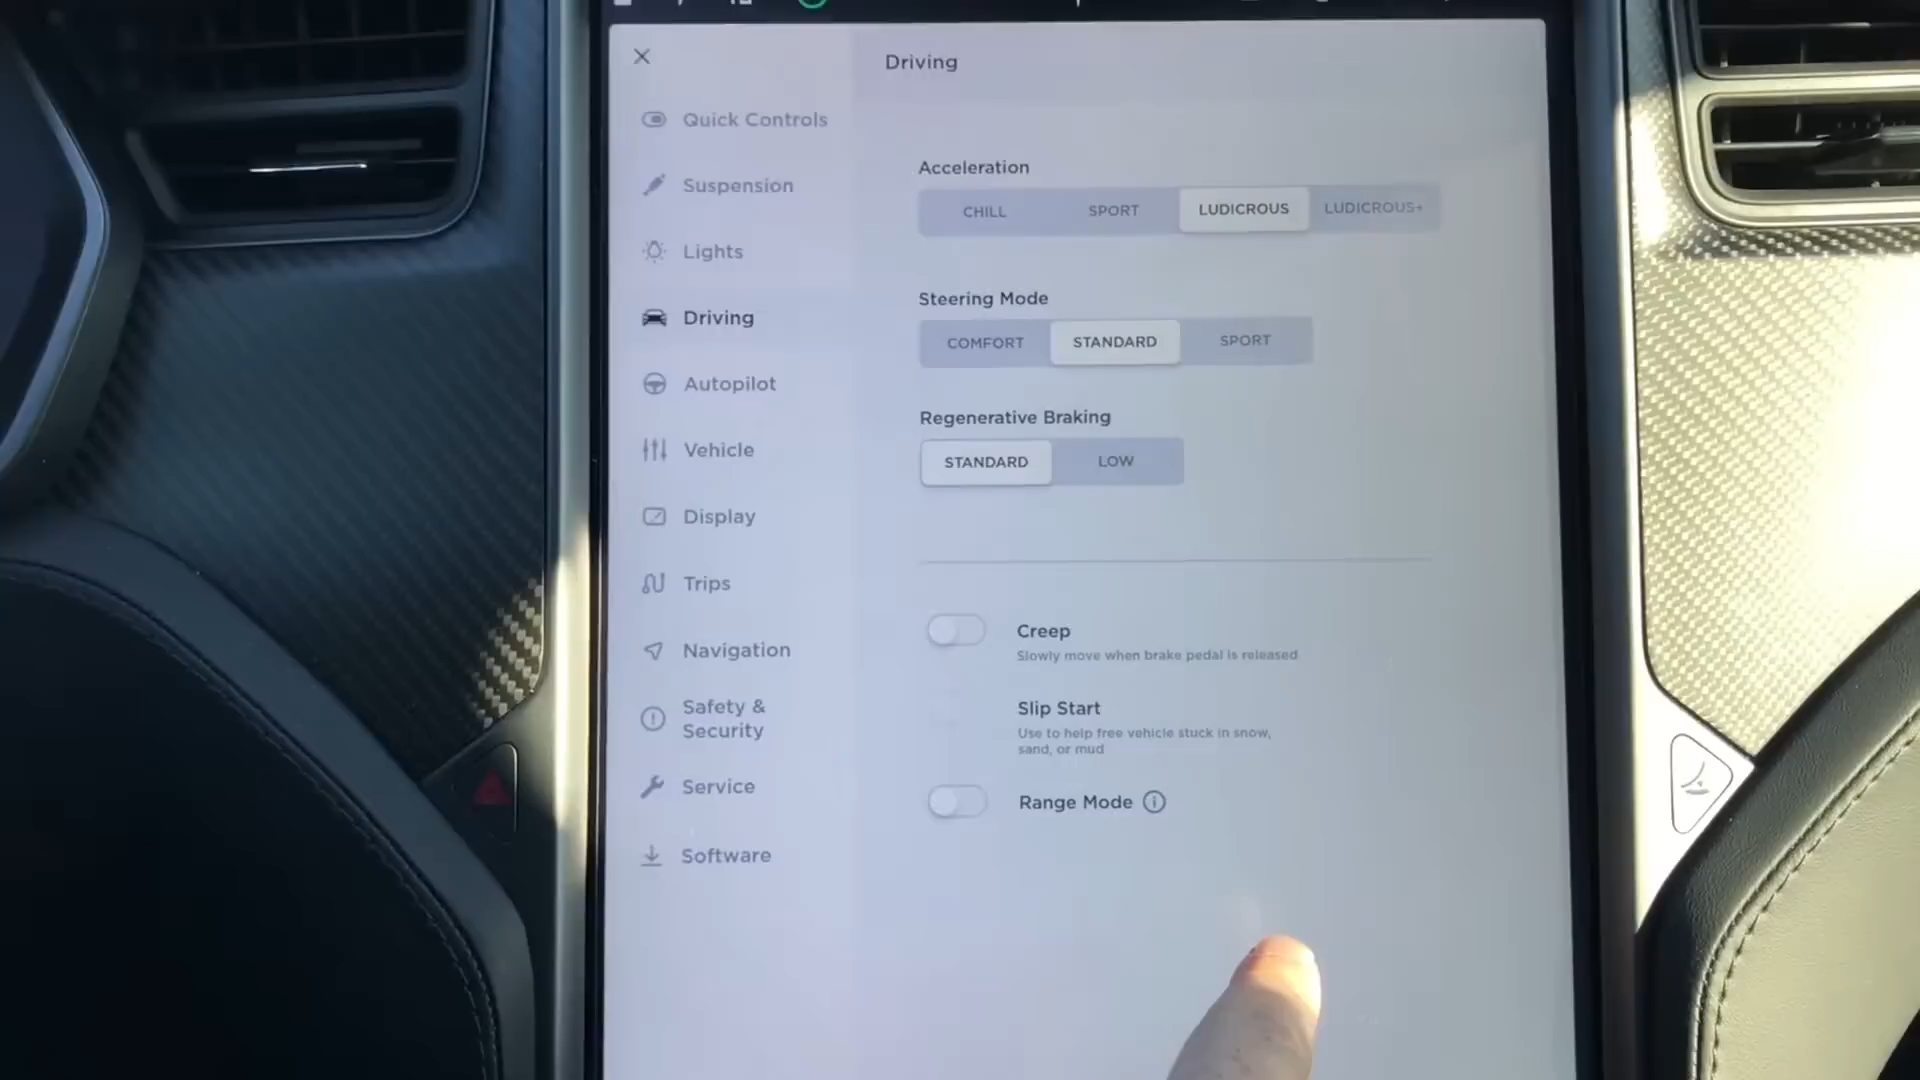 Driving
Quick Controls
Suspension
Lights
Driving
Autopilot
Vehicle
Display
Trips
Navigation
Safety &
Security
Service
Software
Acceleration
CHILL SPORT LUDICROUS LUDICROUS+
Steering Mode
COMFORT STANDARD SPORT
Regenerative Braking
STANDARD LOW
Creep
Slowly move when brake pedal is released
Slip Start
Use to help free vehicle stuck in snow,
sand, or mud
Range Mode